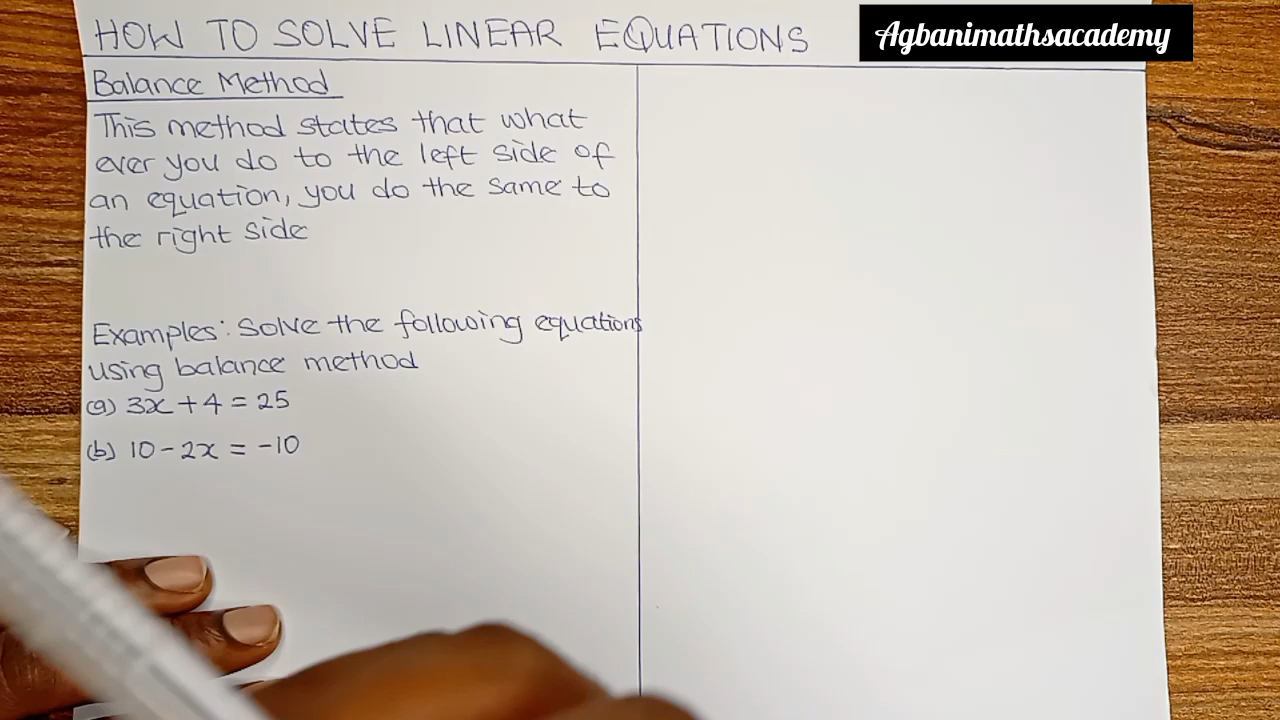 HOW TO SOLVE LINEAR EQUATIONS
Agbanimathsacademy
Balance Method
This method states that what
ever you do to the left side of
an equation, you do the same to
the right side
Examples: Solve the following equations
using balance method
(a) 3x + 4 = 25
(b) 10 - 2x = -10